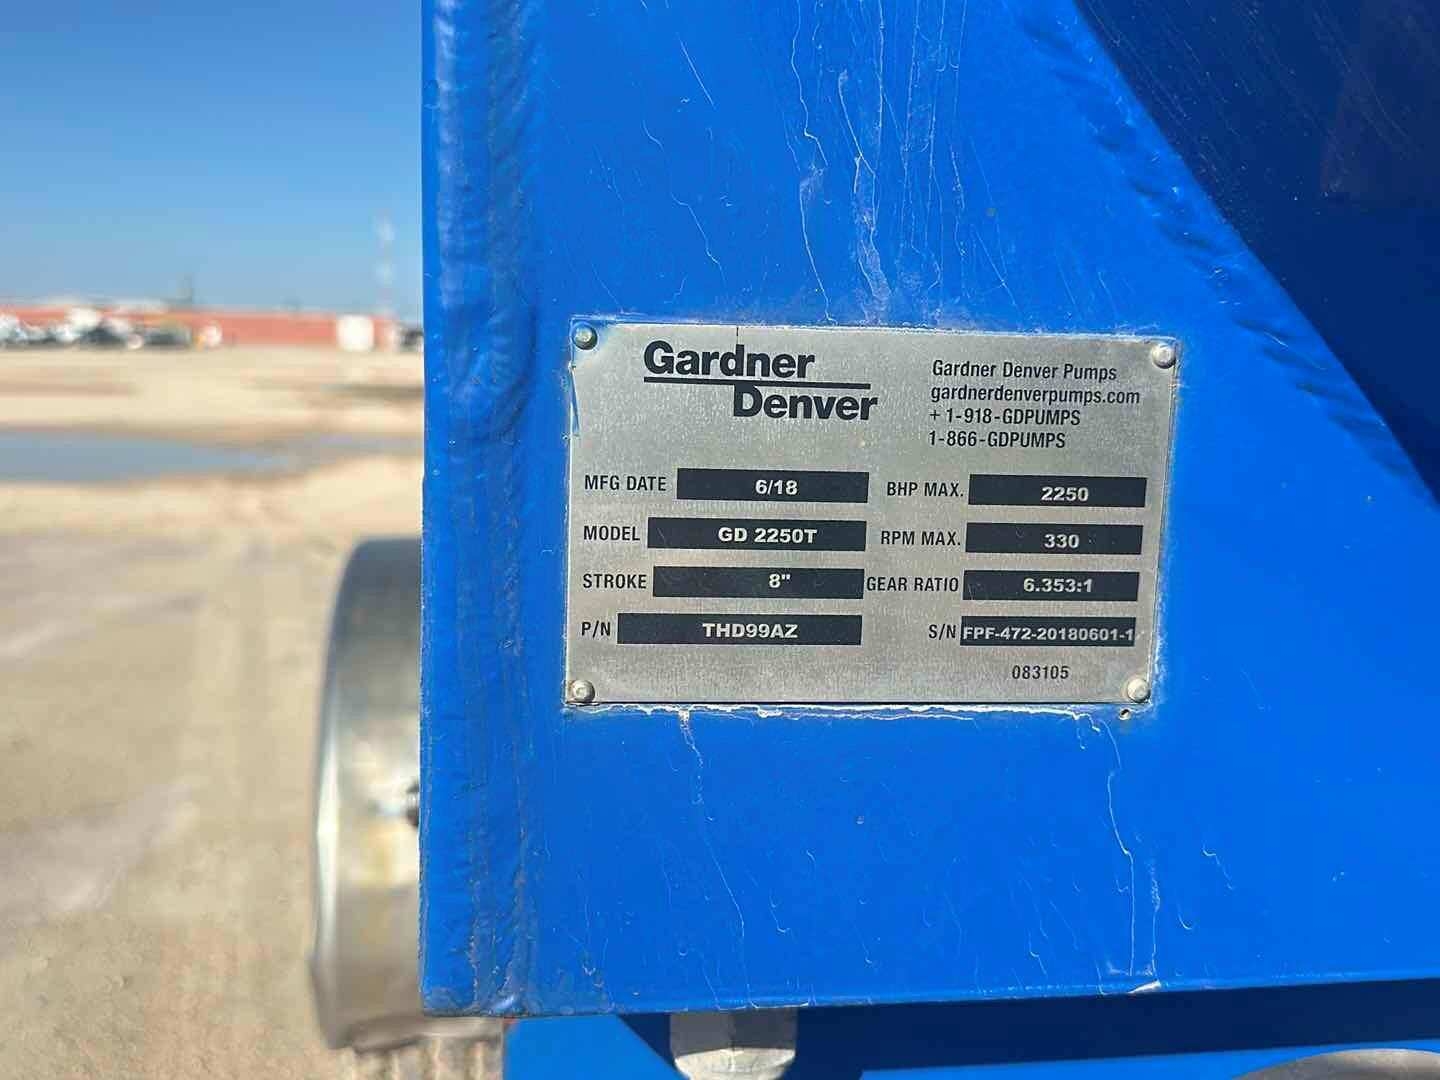 Gardner
Denver
Gardner Denver Pumps
gardnerdenverpumps.com
+1-918-GDPUMPS
1-866-GDPUMPS
MFG DATE 6/18 BHP MAX. 2250
MODEL GD 2250T RPM MAX. 330
STROKE 8" GEAR RATIO 6.353:1
P/N THD99AZ S/N FPF-472-20180601-1
083105